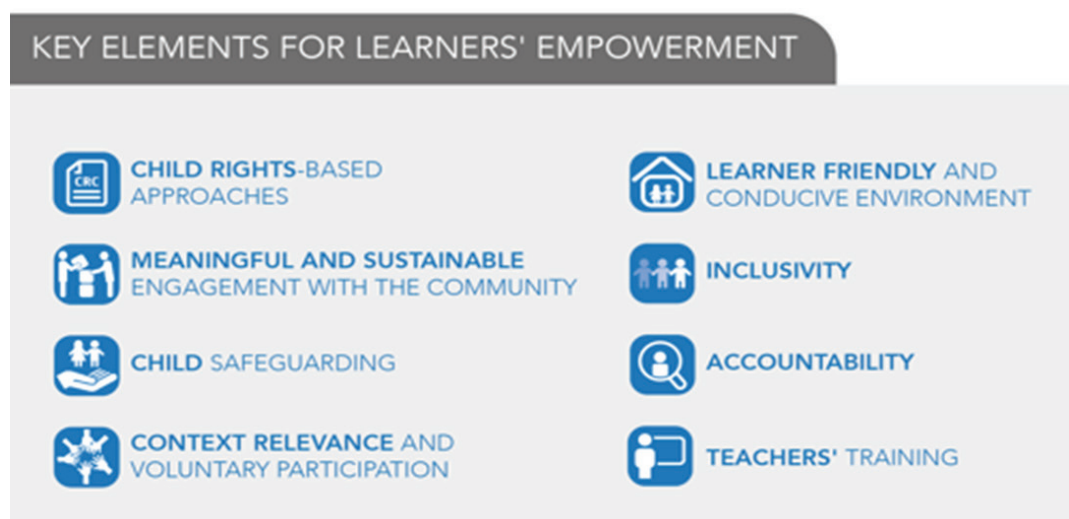 KEY ELEMENTS FOR LEARNERS' EMPOWERMENT
CRC
CHILD RIGHTS-BASED
APPROACHES
MEANINGFUL AND SUSTAINABLE
ENGAGEMENT WITH THE COMMUNITY
CHILD SAFEGUARDING
CONTEXT RELEVANCE AND
VOLUNTARY PARTICIPATION
LEARNER FRIENDLY AND
CONDUCIVE ENVIRONMENT
INCLUSIVITY
ACCOUNTABILITY
TEACHERS' TRAINING